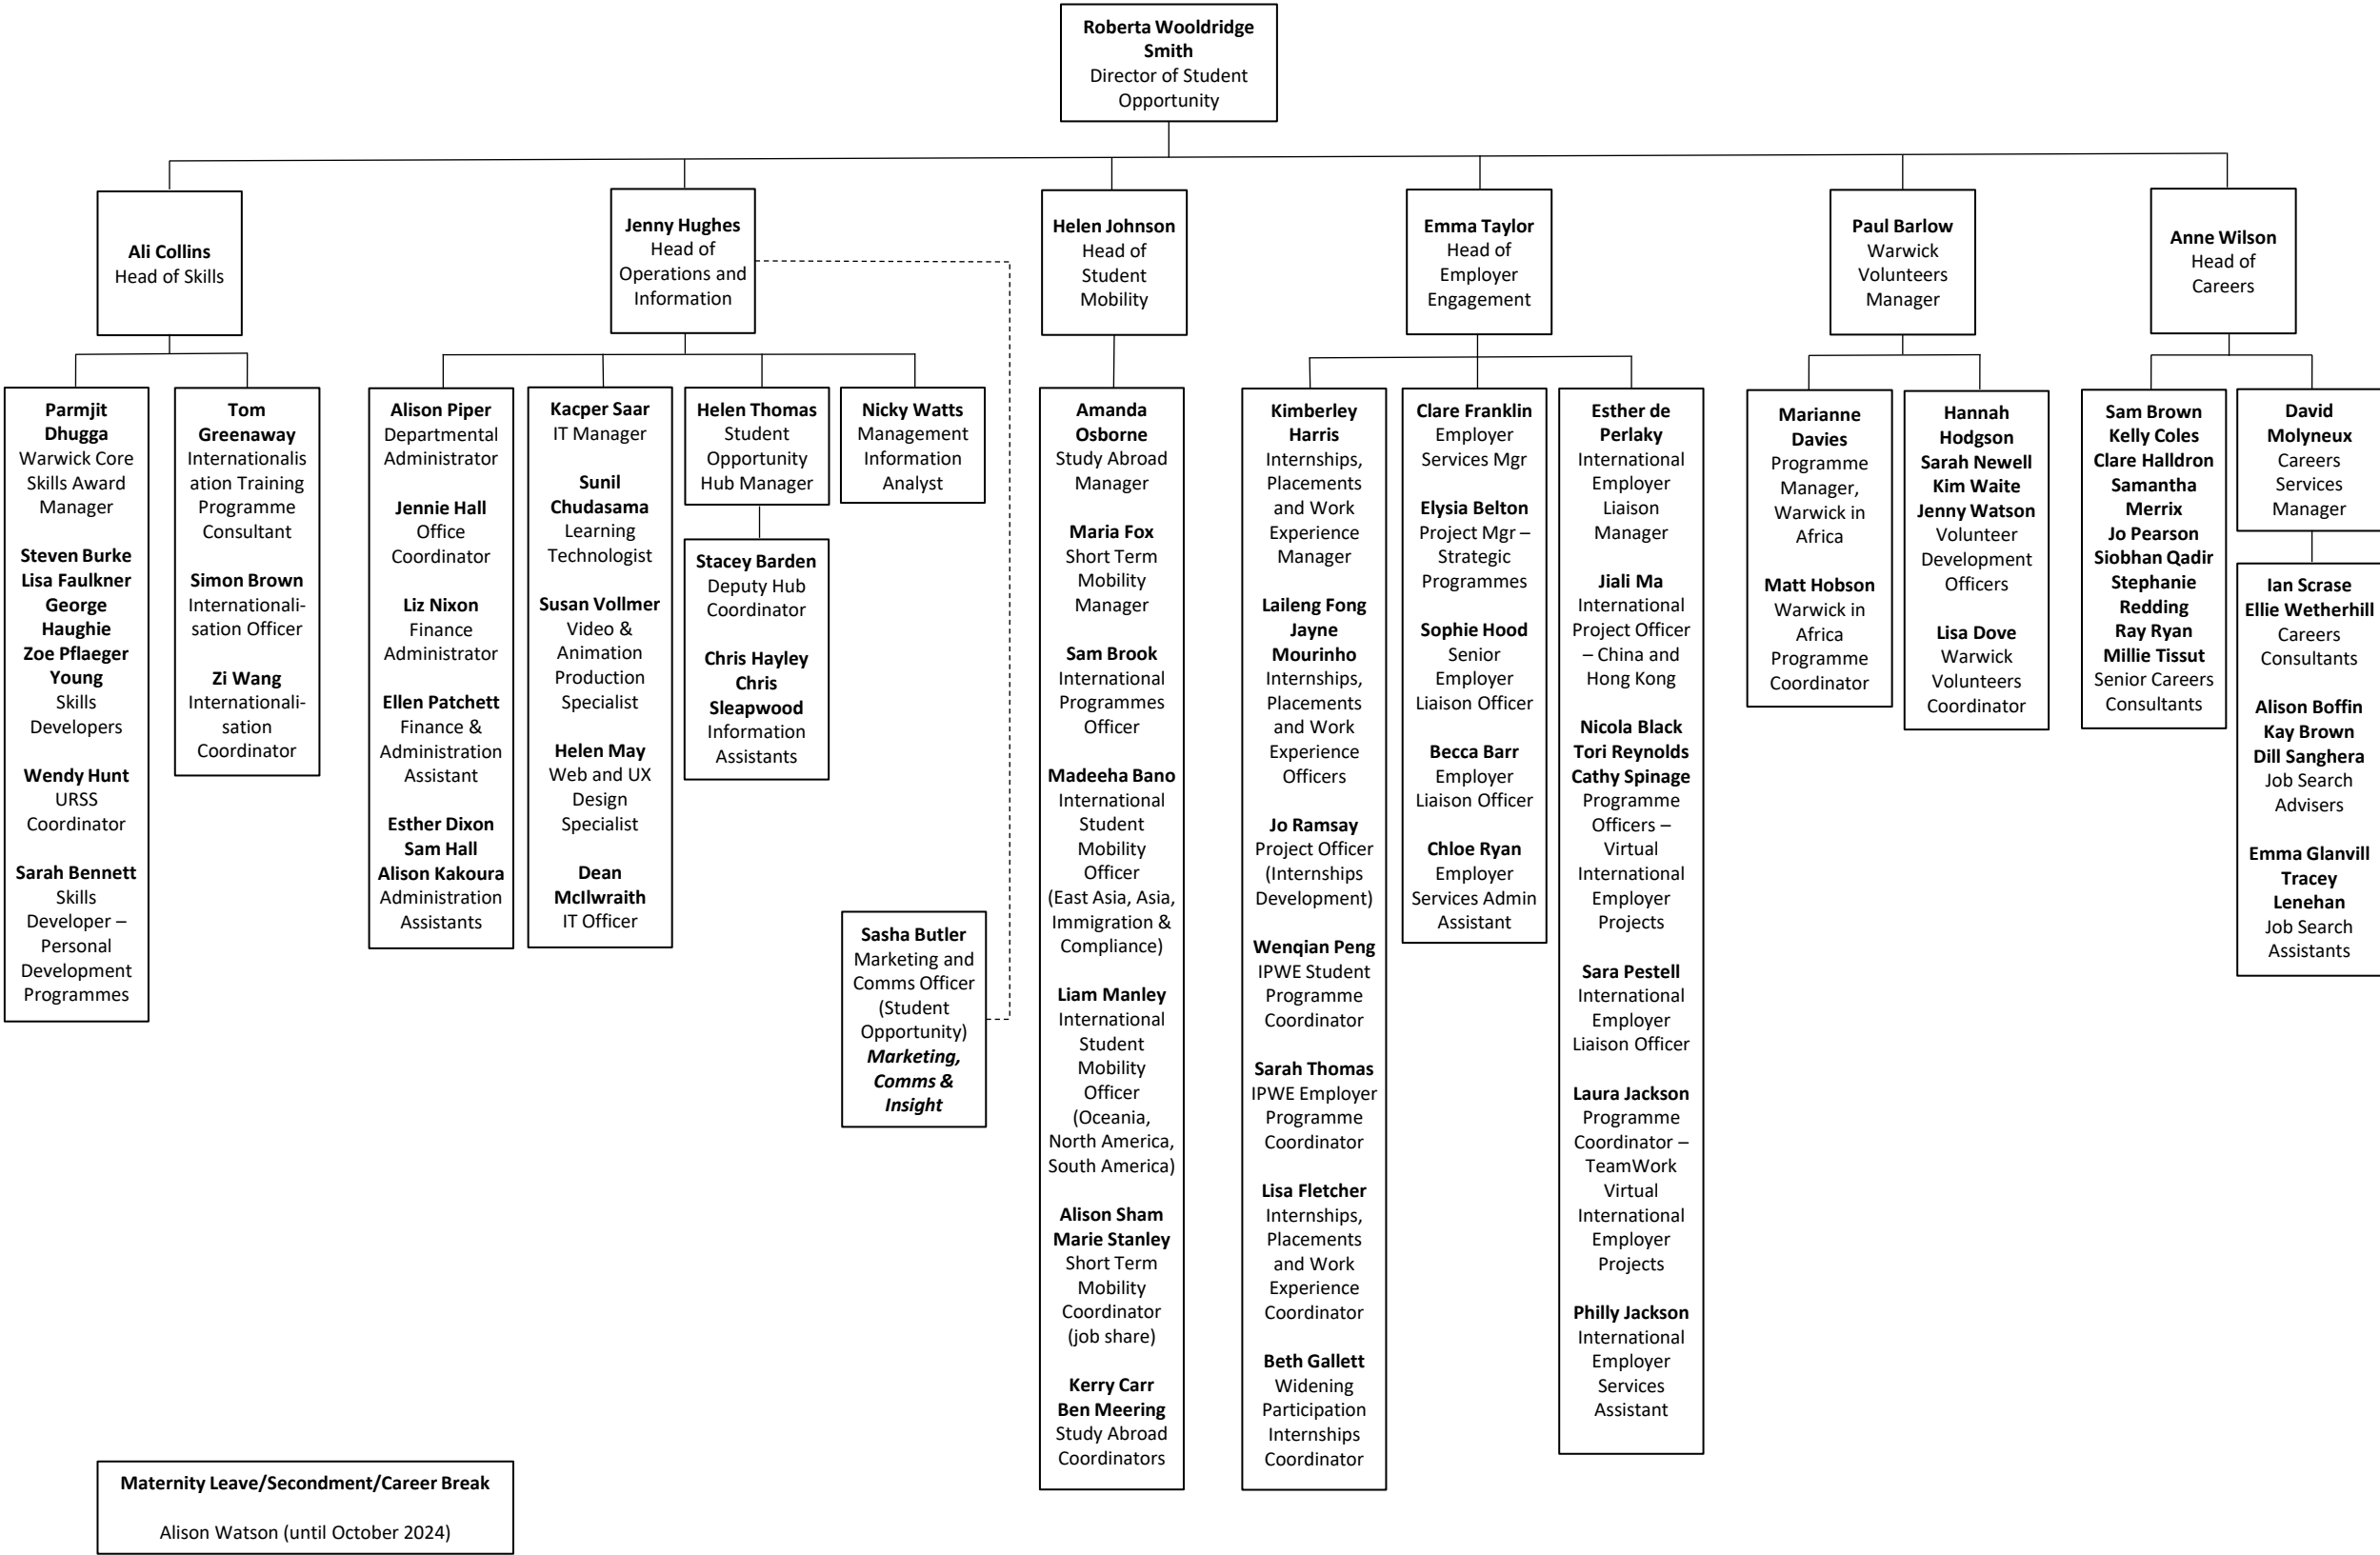 Roberta Wooldridge
Smith
Director of Student
Opportunity
Ali Collins
Head of Skills
Jenny Hughes
Head of
Operations and
Information
Helen Johnson
Head of
Student
Mobility
Emma Taylor
Head of
Employer
Engagement
Paul Barlow
Warwick
Volunteers
Manager
Anne Wilson
Head of
Careers
Parmjit
Dhugga
Warwick Core
Skills Award
Manager
Steven Burke
Lisa Faulkner
George
Haughie
Zoe Pflaeger
Young
Skills
Developers
Wendy Hunt
URSS
Coordinator
Sarah Bennett
Skills
Developer –
Personal
Development
Programmes
Tom
Greenaway
Internationalis
ation Training
Programme
Consultant
Simon Brown
Internationali-
sation Officer
Zi Wang
Internationali-
sation
Coordinator
Alison Piper
Departmental
Administrator
Jennie Hall
Office
Coordinator
Liz Nixon
Finance
Administrator
Ellen Patchett
Finance &
Administration
Assistant
Esther Dixon
Sam Hall
Alison Kakoura
Administration
Assistants
Kacper Saar
IT Manager
Sunil
Chudasama
Learning
Technologist
Susan Vollmer
Video &
Animation
Production
Specialist
Helen May
Web and UX
Design
Specialist
Dean
McIlwraith
IT Officer
Helen Thomas
Student
Opportunity
Hub Manager
Stacey Barden
Deputy Hub
Coordinator
Chris Hayley
Chris
Sleapwood
Information
Assistants
Nicky Watts
Management
Information
Analyst
Sasha Butler
Marketing and
Comms Officer
(Student
Opportunity)
Marketing,
Comms &
Insight
Amanda
Osborne
Study Abroad
Manager
Maria Fox
Short Term
Mobility
Manager
Sam Brook
International
Programmes
Officer
Madeeha Bano
International
Student
Mobility
Officer
(East Asia, Asia,
Immigration &
Compliance)
Liam Manley
International
Student
Mobility
Officer
(Oceania,
North America,
South America)
Alison Sham
Marie Stanley
Short Term
Mobility
Coordinator
(job share)
Kerry Carr
Ben Meering
Study Abroad
Coordinators
Kimberley
Harris
Internships,
Placements
and Work
Experience
Manager
Laileng Fong
Jayne
Mourinho
Internships,
Placements
and Work
Experience
Officers
Jo Ramsay
Project Officer
(Internships
Development)
Wenqian Peng
IPWE Student
Programme
Coordinator
Sarah Thomas
IPWE Employer
Programme
Coordinator
Lisa Fletcher
Internships,
Placements
and Work
Experience
Coordinator
Beth Gallett
Widening
Participation
Internships
Coordinator
Clare Franklin
Employer
Services Mgr
Elysia Belton
Project Mgr –
Strategic
Programmes
Sophie Hood
Senior
Employer
Liaison Officer
Becca Barr
Employer
Liaison Officer
Chloe Ryan
Employer
Services Admin
Assistant
Esther de
Perlaky
International
Employer
Liaison
Manager
Jiali Ma
International
Project Officer
– China and
Hong Kong
Nicola Black
Tori Reynolds
Cathy Spinage
Programme
Officers –
Virtual
International
Employer
Projects
Sara Pestell
International
Employer
Liaison Officer
Laura Jackson
Programme
Coordinator –
TeamWork
Virtual
International
Employer
Projects
Philly Jackson
International
Employer
Services
Assistant
Marianne
Davies
Programme
Manager,
Warwick in
Africa
Matt Hobson
Warwick in
Africa
Programme
Coordinator
Hannah
Hodgson
Sarah Newell
Kim Waite
Jenny Watson
Volunteer
Development
Officers
Lisa Dove
Warwick
Volunteers
Coordinator
Sam Brown
Kelly Coles
Clare Halldron
Samantha
Merrix
Jo Pearson
Siobhan Qadir
Stephanie
Redding
Ray Ryan
Millie Tissut
Senior Careers
Consultants
David
Molyneux
Careers
Services
Manager
Ian Scrase
Ellie Wetherhill
Careers
Consultants
Alison Boffin
Kay Brown
Dill Sanghera
Job Search
Advisers
Emma Glanvill
Tracey
Lenehan
Job Search
Assistants
Maternity Leave/Secondment/Career Break
Alison Watson (until October 2024)